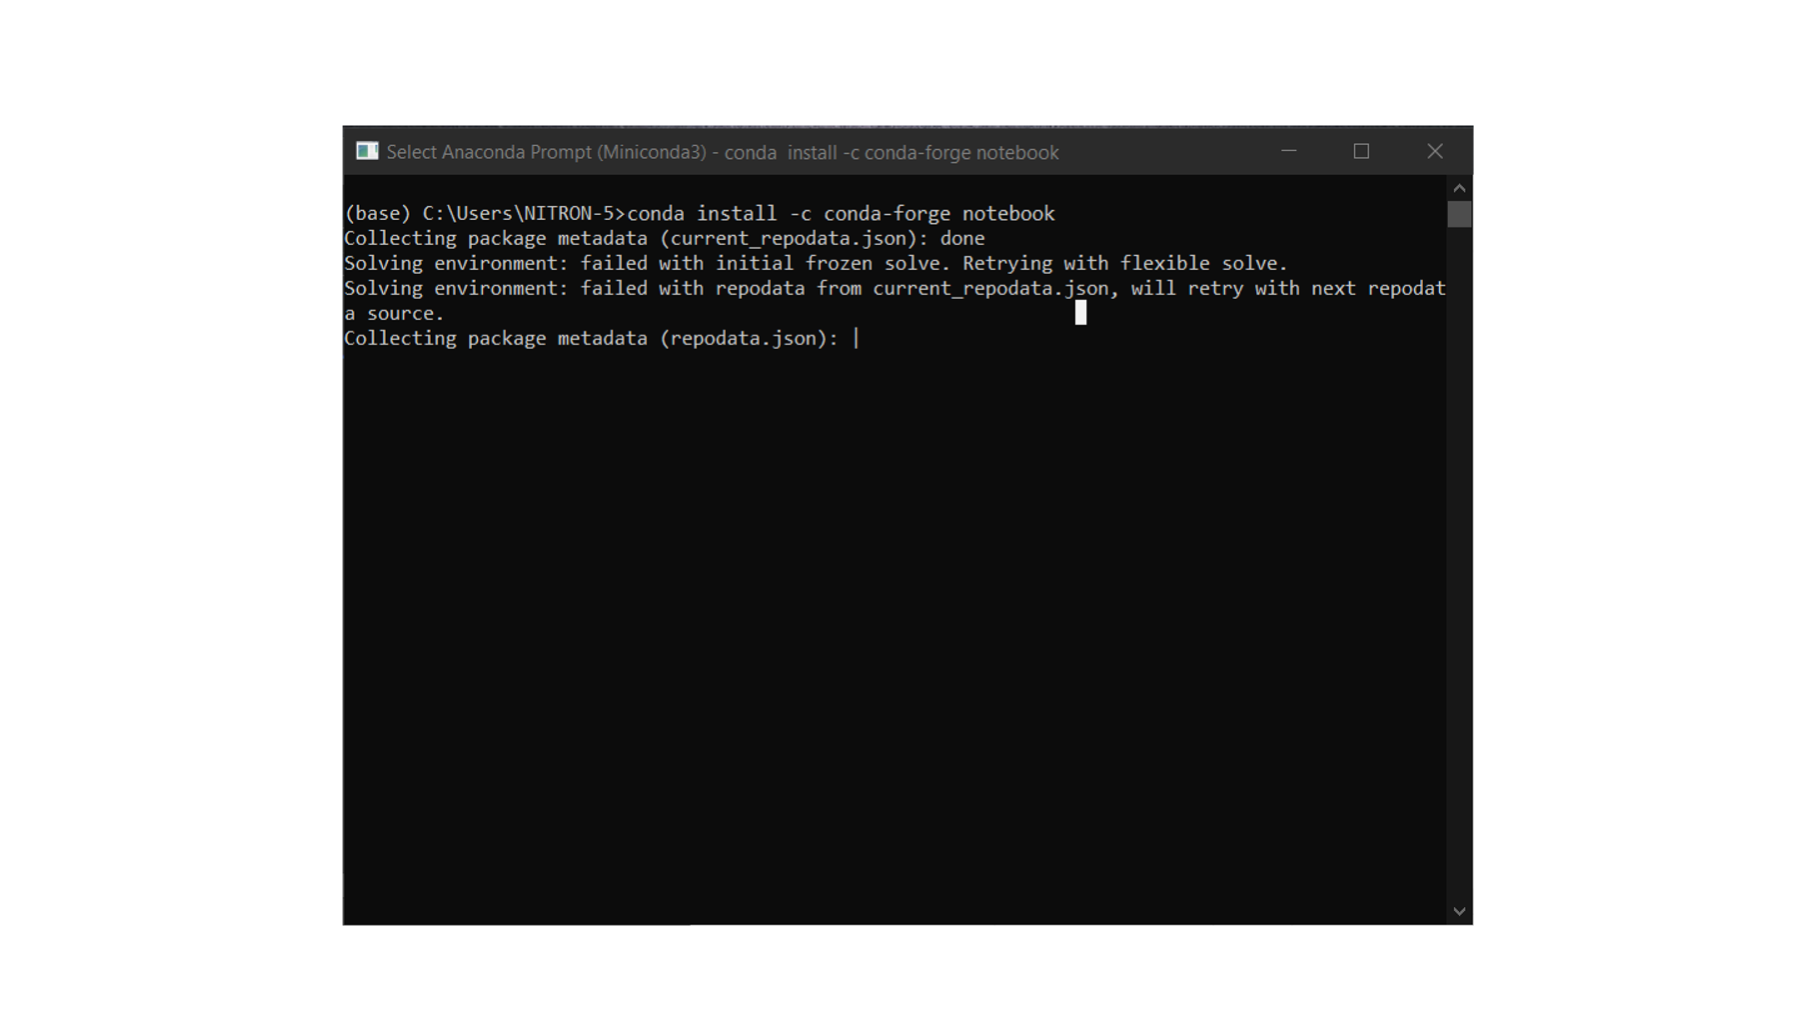 Select Anaconda Prompt (Miniconda3) - conda  install -c conda-forge notebook
(base) C:\Users\NITRON-5>conda install -c conda-forge notebook
Collecting package metadata (current_repodata.json): done
Solving environment: failed with initial frozen solve. Retrying with flexible solve.
Solving environment: failed with repodata from current_repodata.json, will retry with next repodat
a source.
Collecting package metadata (repodata.json): |